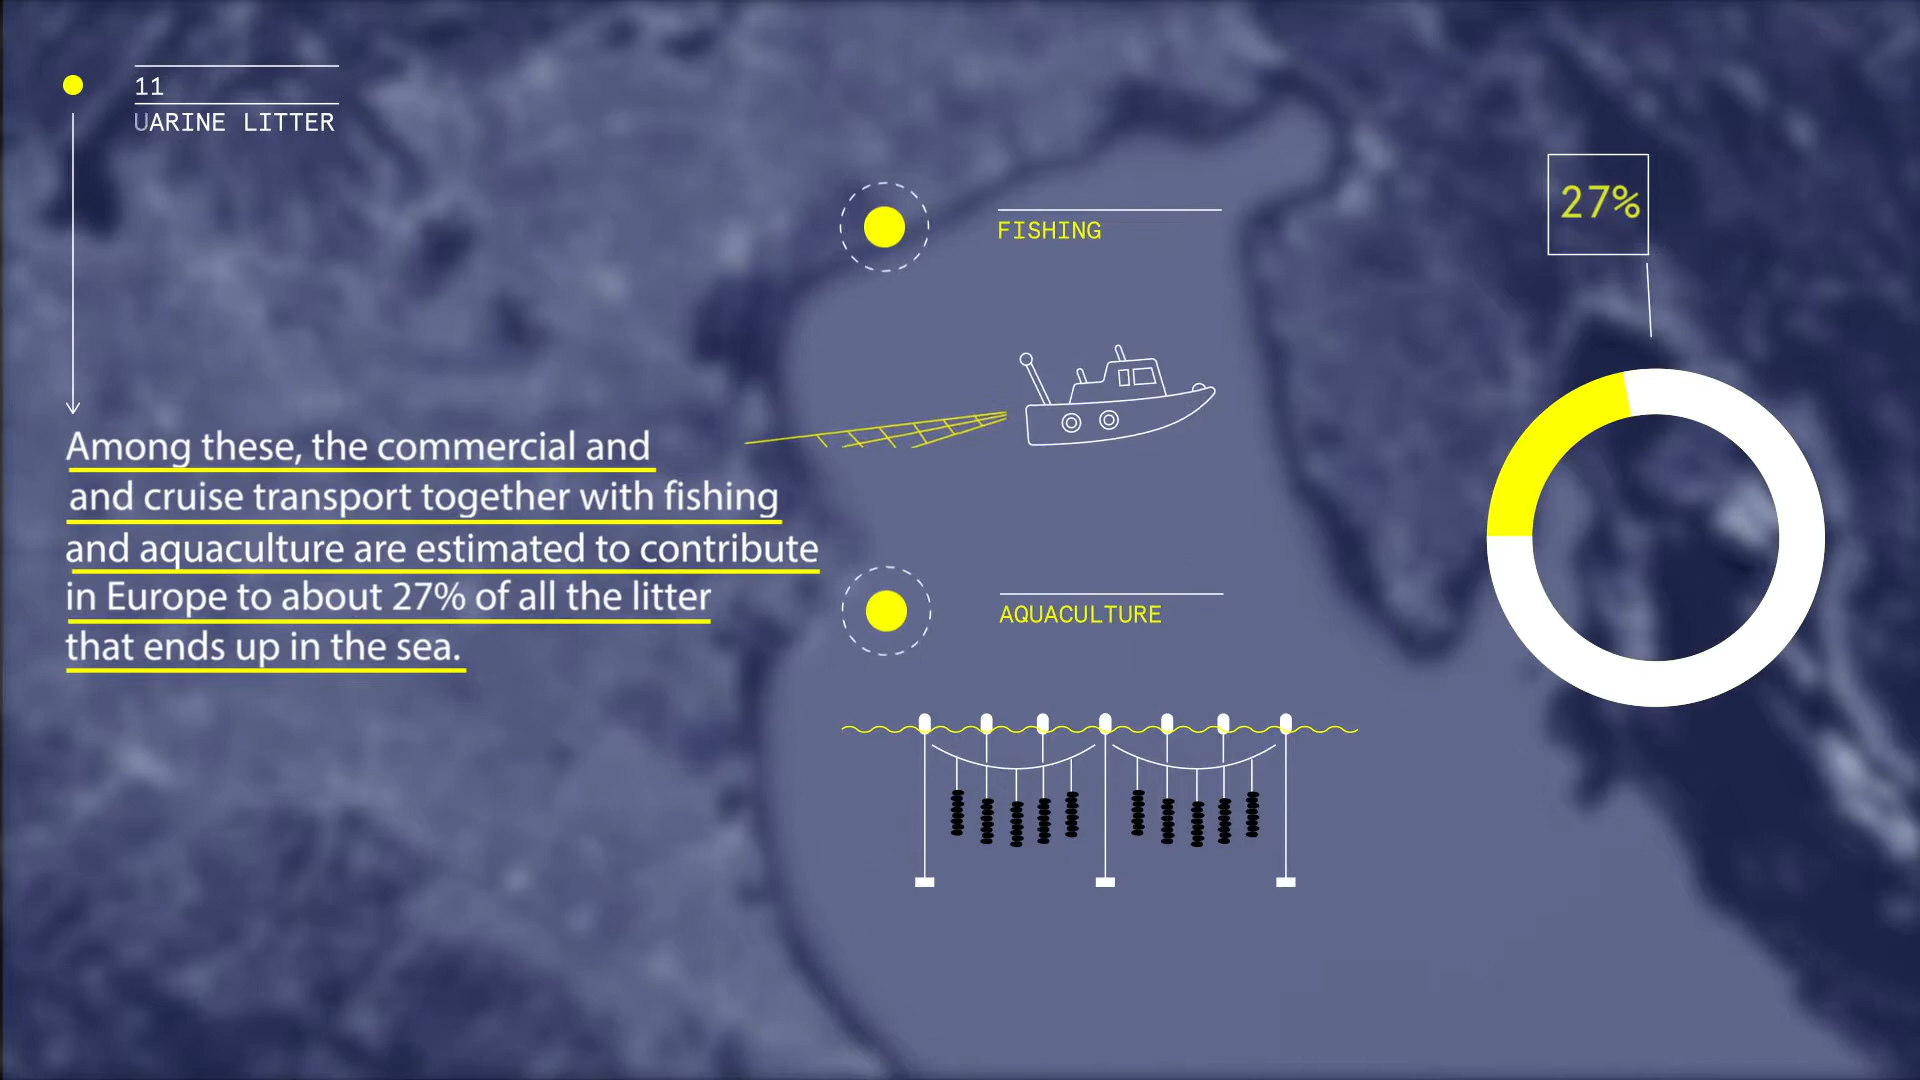 11
UARINE LITTER
Among these, the commercial and
and cruise transport together with fishing
and aquaculture are estimated to contribute
in Europe to about 27% of all the litter
that ends up in the sea.
FISHING
AQUACULTURE
27%